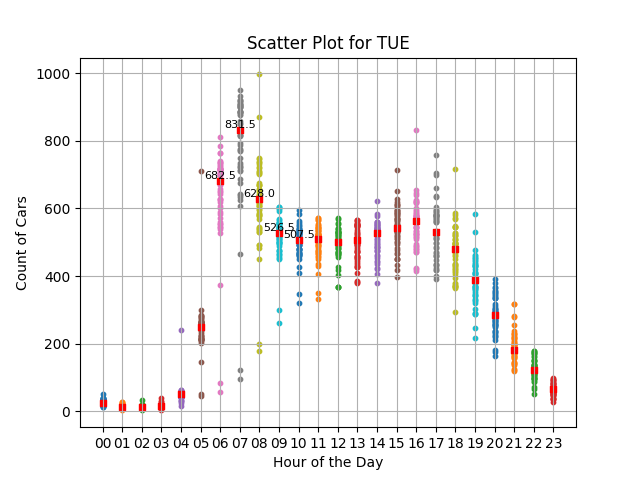 Scatter Plot for TUE
Count of Cars
1000
800
600
400
200
0
831.5
682.5
628.0
526.5
507.5
00 01 02 03 04 05 06 07 08 09 10 11 12 13 14 15 16 17 18 19 20 21 22 23
Hour of the Day